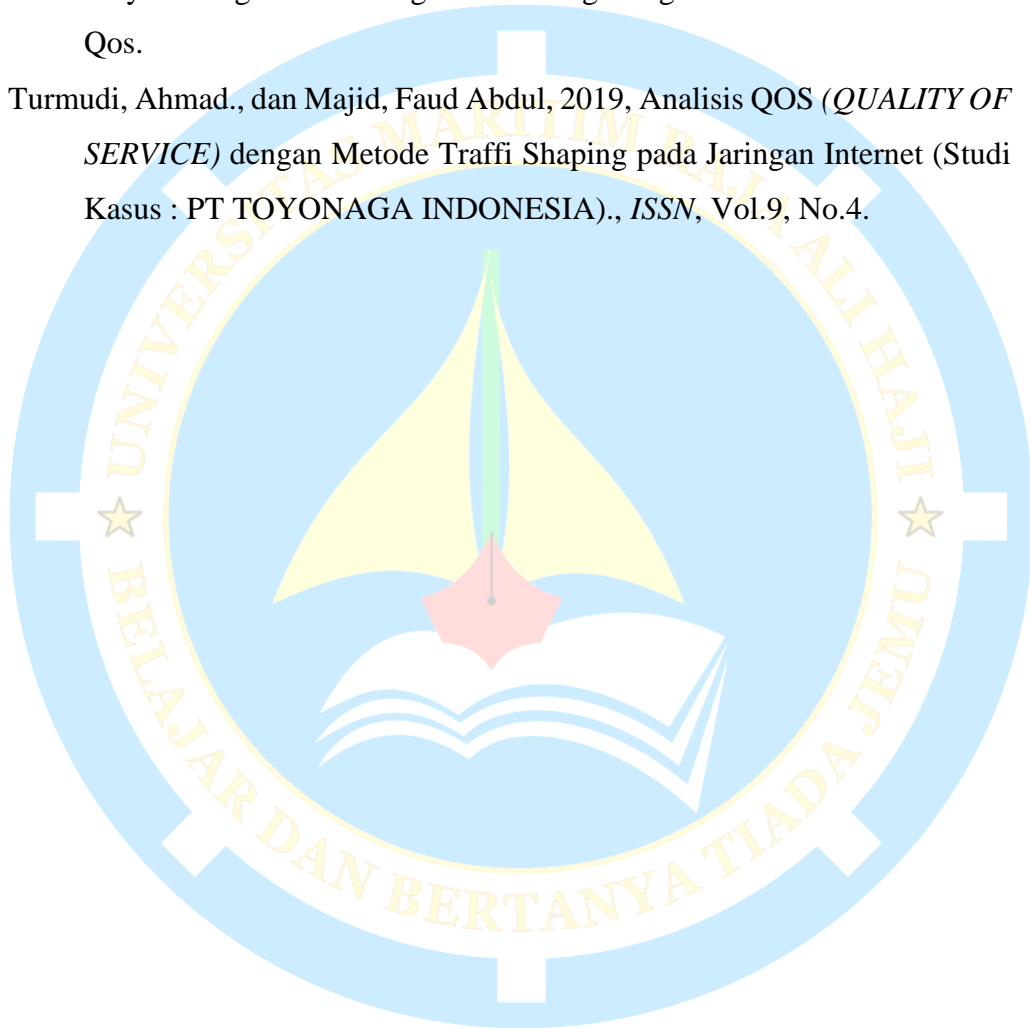 Qos.
Turmudi, Ahmad., dan Majid, Faud Abdul, 2019, Analisis QOS (QUALITY OF
SERVICE) dengan Metode Traffi Shaping pada Jaringan Internet (Studi
Kasus : PT TOYONAGA INDONESIA)., ISSN, Vol.9, No.4.
UNIVERSITAS MARITIM RAJA ALI HAJI
BELAJAR DAN BERTANYA TIADA JEMU